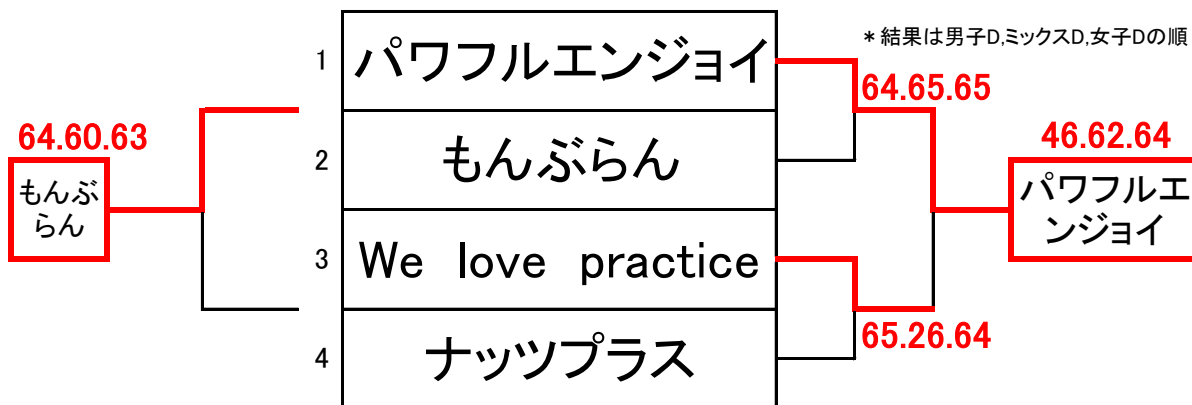 *結果は男子D,ミックスD,女子Dの順
1 パワフルエンジョイ
64.65.65
64.60.63
46.62.64
2 もんぶらん
もんぶ
らん
パワフルエ
ンジョイ
3 We love practice
65.26.64
4 ナッツプラス